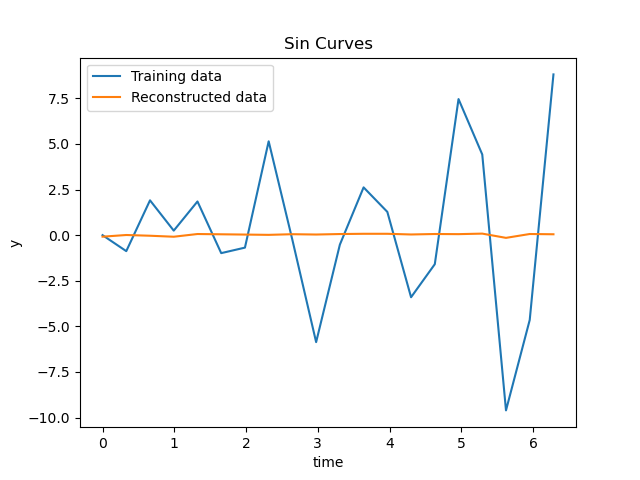 Sin Curves
Training data
Reconstructed data
7.5
5.0
2.5
0.0
−2.5
−5.0
−7.5
−10.0
y
0 1 2 3 4 5 6
time